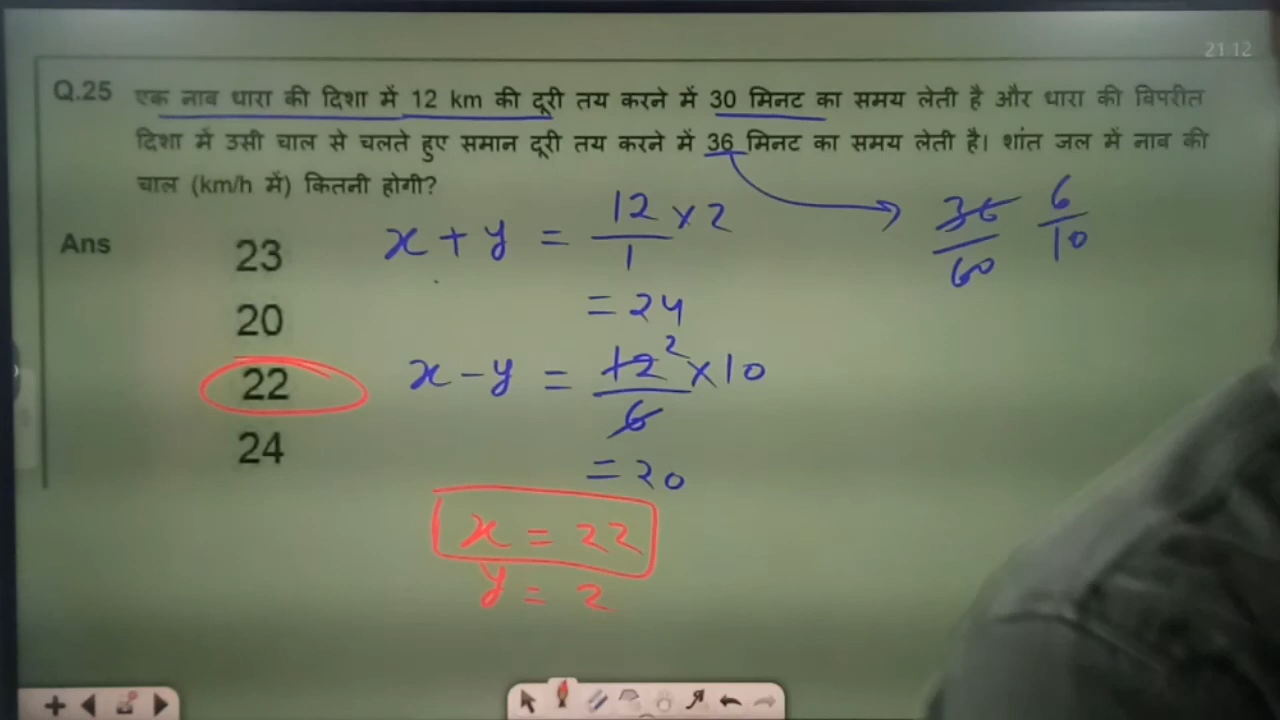 21:12
Q.25 एक नाव धारा की दिशा में 12 km की दूरी तय करने में 30 मिनट का समय लेती है और धारा की विपरीत
दिशा में उसी चाल से चलते हुए समान दूरी तय करने में 36 मिनट का समय लेती है। शांत जल में नाव की
चाल (km/h में) कितनी होगी?
36/60 6/10
Ans 23
x + y = 12/1 × 2
= 24
20
x - y = 12/6 2 × 10
22
= 20
24
x = 22
y = 2